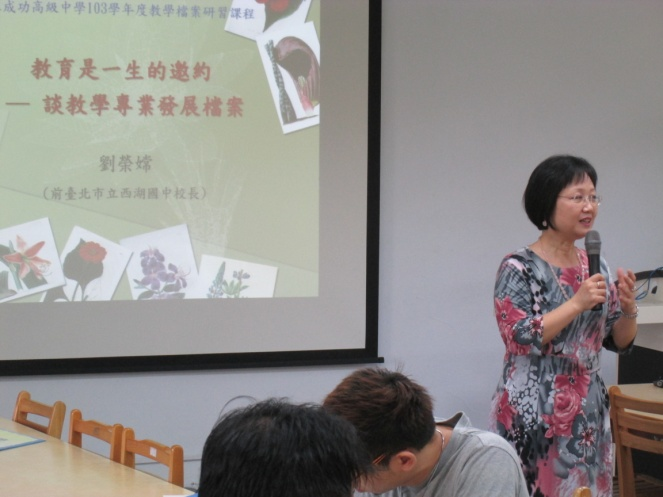 成功高級中學103學年度教學檔案研習課程
教育是一生的邀約
— 談教學專業發展檔案
劉榮嫦
(前臺北市立西湖國中校長)